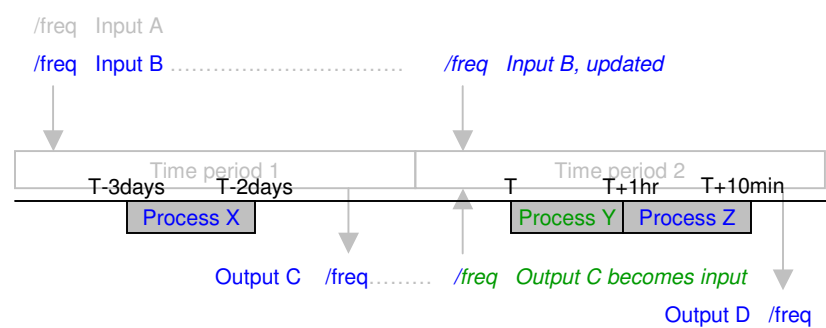 /freq Input A
/freq Input B ................................. /freq Input B, updated
Time period 1 Time period 2
T-3days T-2days T T+1hr T+10min
Process X Process Y Process Z
Output C /freq......... /freq Output C becomes input
Output D /freq